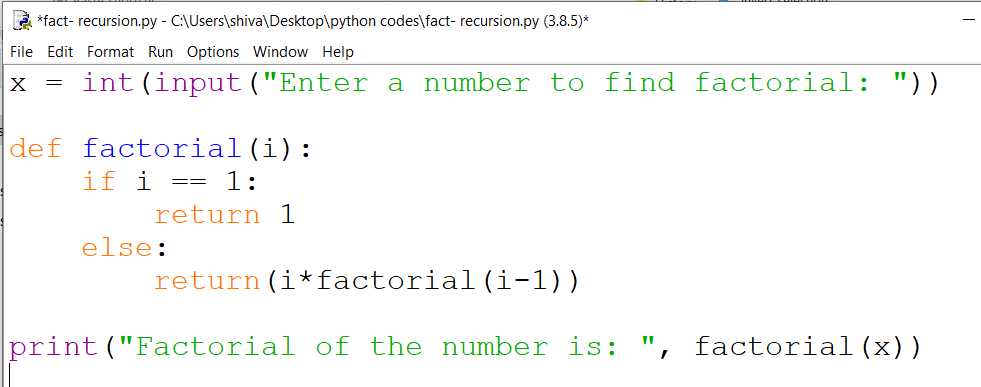 *fact- recursion.py - C:\Users\shiva\Desktop\python codes\fact- recursion.py (3.8.5)*
File Edit Format Run Options Window Help
x = int(input("Enter a number to find factorial: "))
def factorial(i):
    if i == 1:
        return 1
    else:
        return(i*factorial(i-1))
print("Factorial of the number is: ", factorial(x))